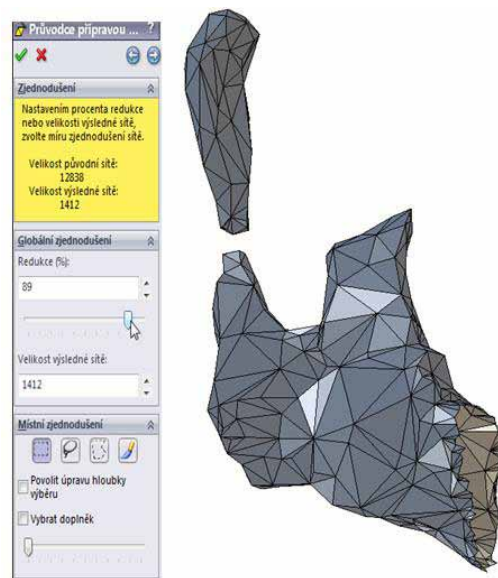 Průvodce přípravou ... ?
Zjednodušení
Nastavením procenta redukce
nebo velikosti výsledné sítě,
zvolte míru zjednodušení sítě.
Velikost původní sítě:
12838
Velikost výsledné sítě:
1412
Globální zjednodušení
Redukce (%):
89
Velikost výsledné sítě:
1412
Místní zjednodušení
Povolit úpravu hloubky
výběru
Vybrat doplněk